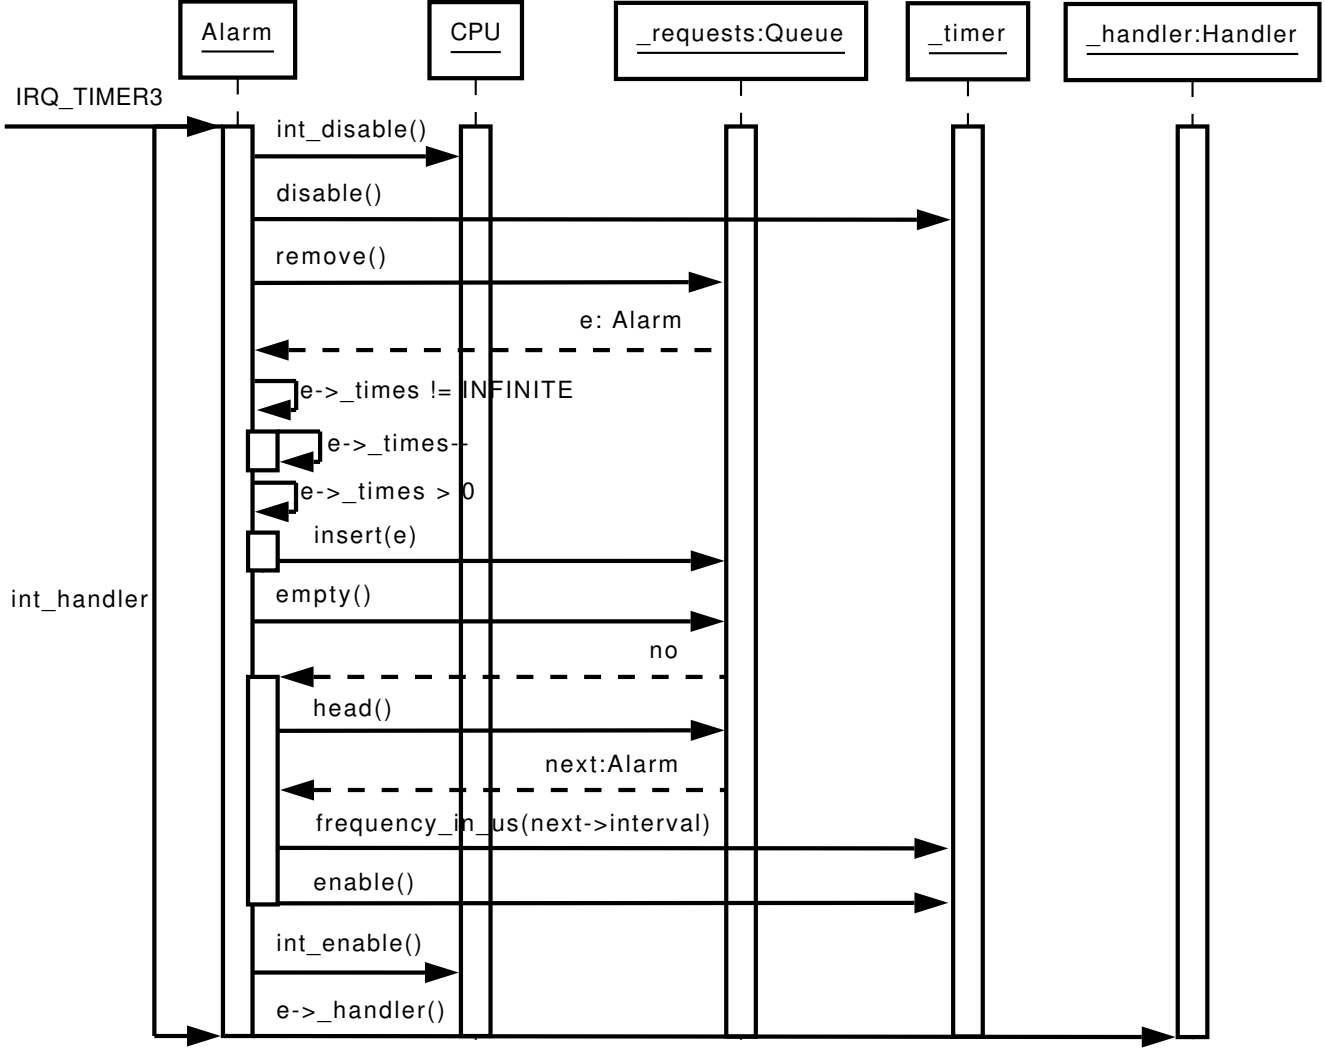 Alarm
CPU
_requests:Queue
_timer
_handler:Handler
IRQ_TIMER3
int_disable()
disable()
remove()
e: Alarm
e->_times != INFINITE
e->_times--
e->_times > 0
insert(e)
int_handler
empty()
no
head()
next:Alarm
frequency_in_us(next->interval)
enable()
int_enable()
e->_handler()